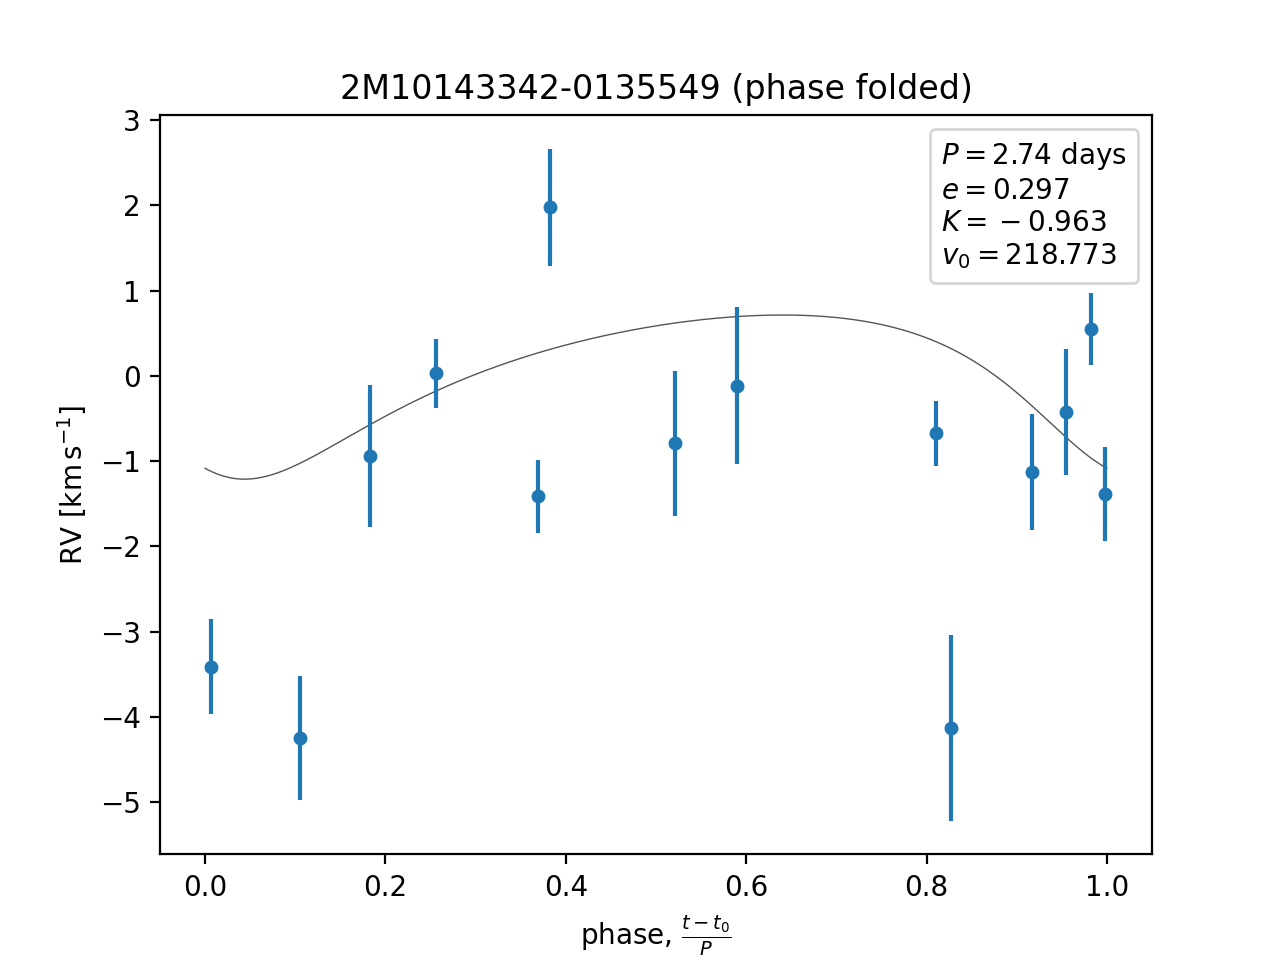 2M10143342-0135549 (phase folded)
P = 2.74 days
e = 0.297
K = −0.963
v₀ = 218.773
RV [km s⁻¹]
3
2
1
0
−1
−2
−3
−4
−5
0.0 0.2 0.4 0.6 0.8 1.0
phase, (t − t₀)/P